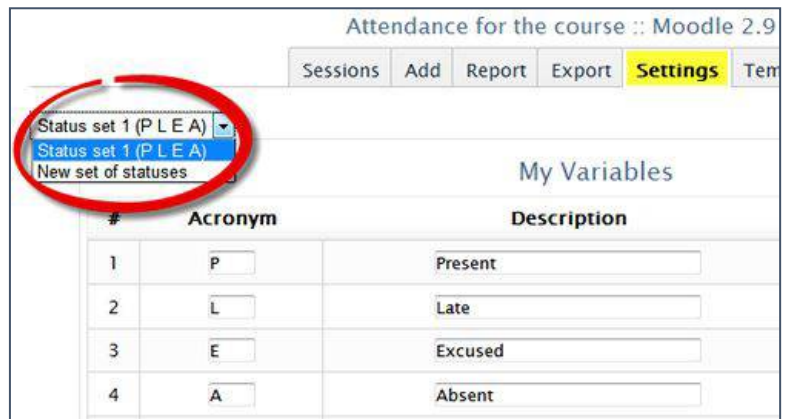 Attendance for the course :: Moodle 2.9
Sessions Add Report Export Settings Tem
Status set 1 (P L E A)
Status set 1 (P L E A)
New set of statuses
My Variables
# Acronym Description
1 P Present
2 L Late
3 E Excused
4 A Absent